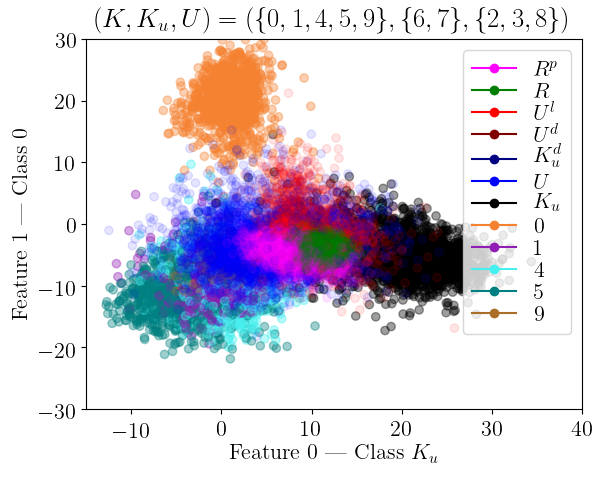 (K, K_u, U) = ({0, 1, 4, 5, 9}, {6, 7}, {2, 3, 8})
30
20
10
0
−10
−20
−30
Feature 1 — Class 0
−10 0 10 20 30 40
Feature 0 — Class K_u
R^p
R
U^l
U^d
K_u^d
U
K_u
0
1
4
5
9